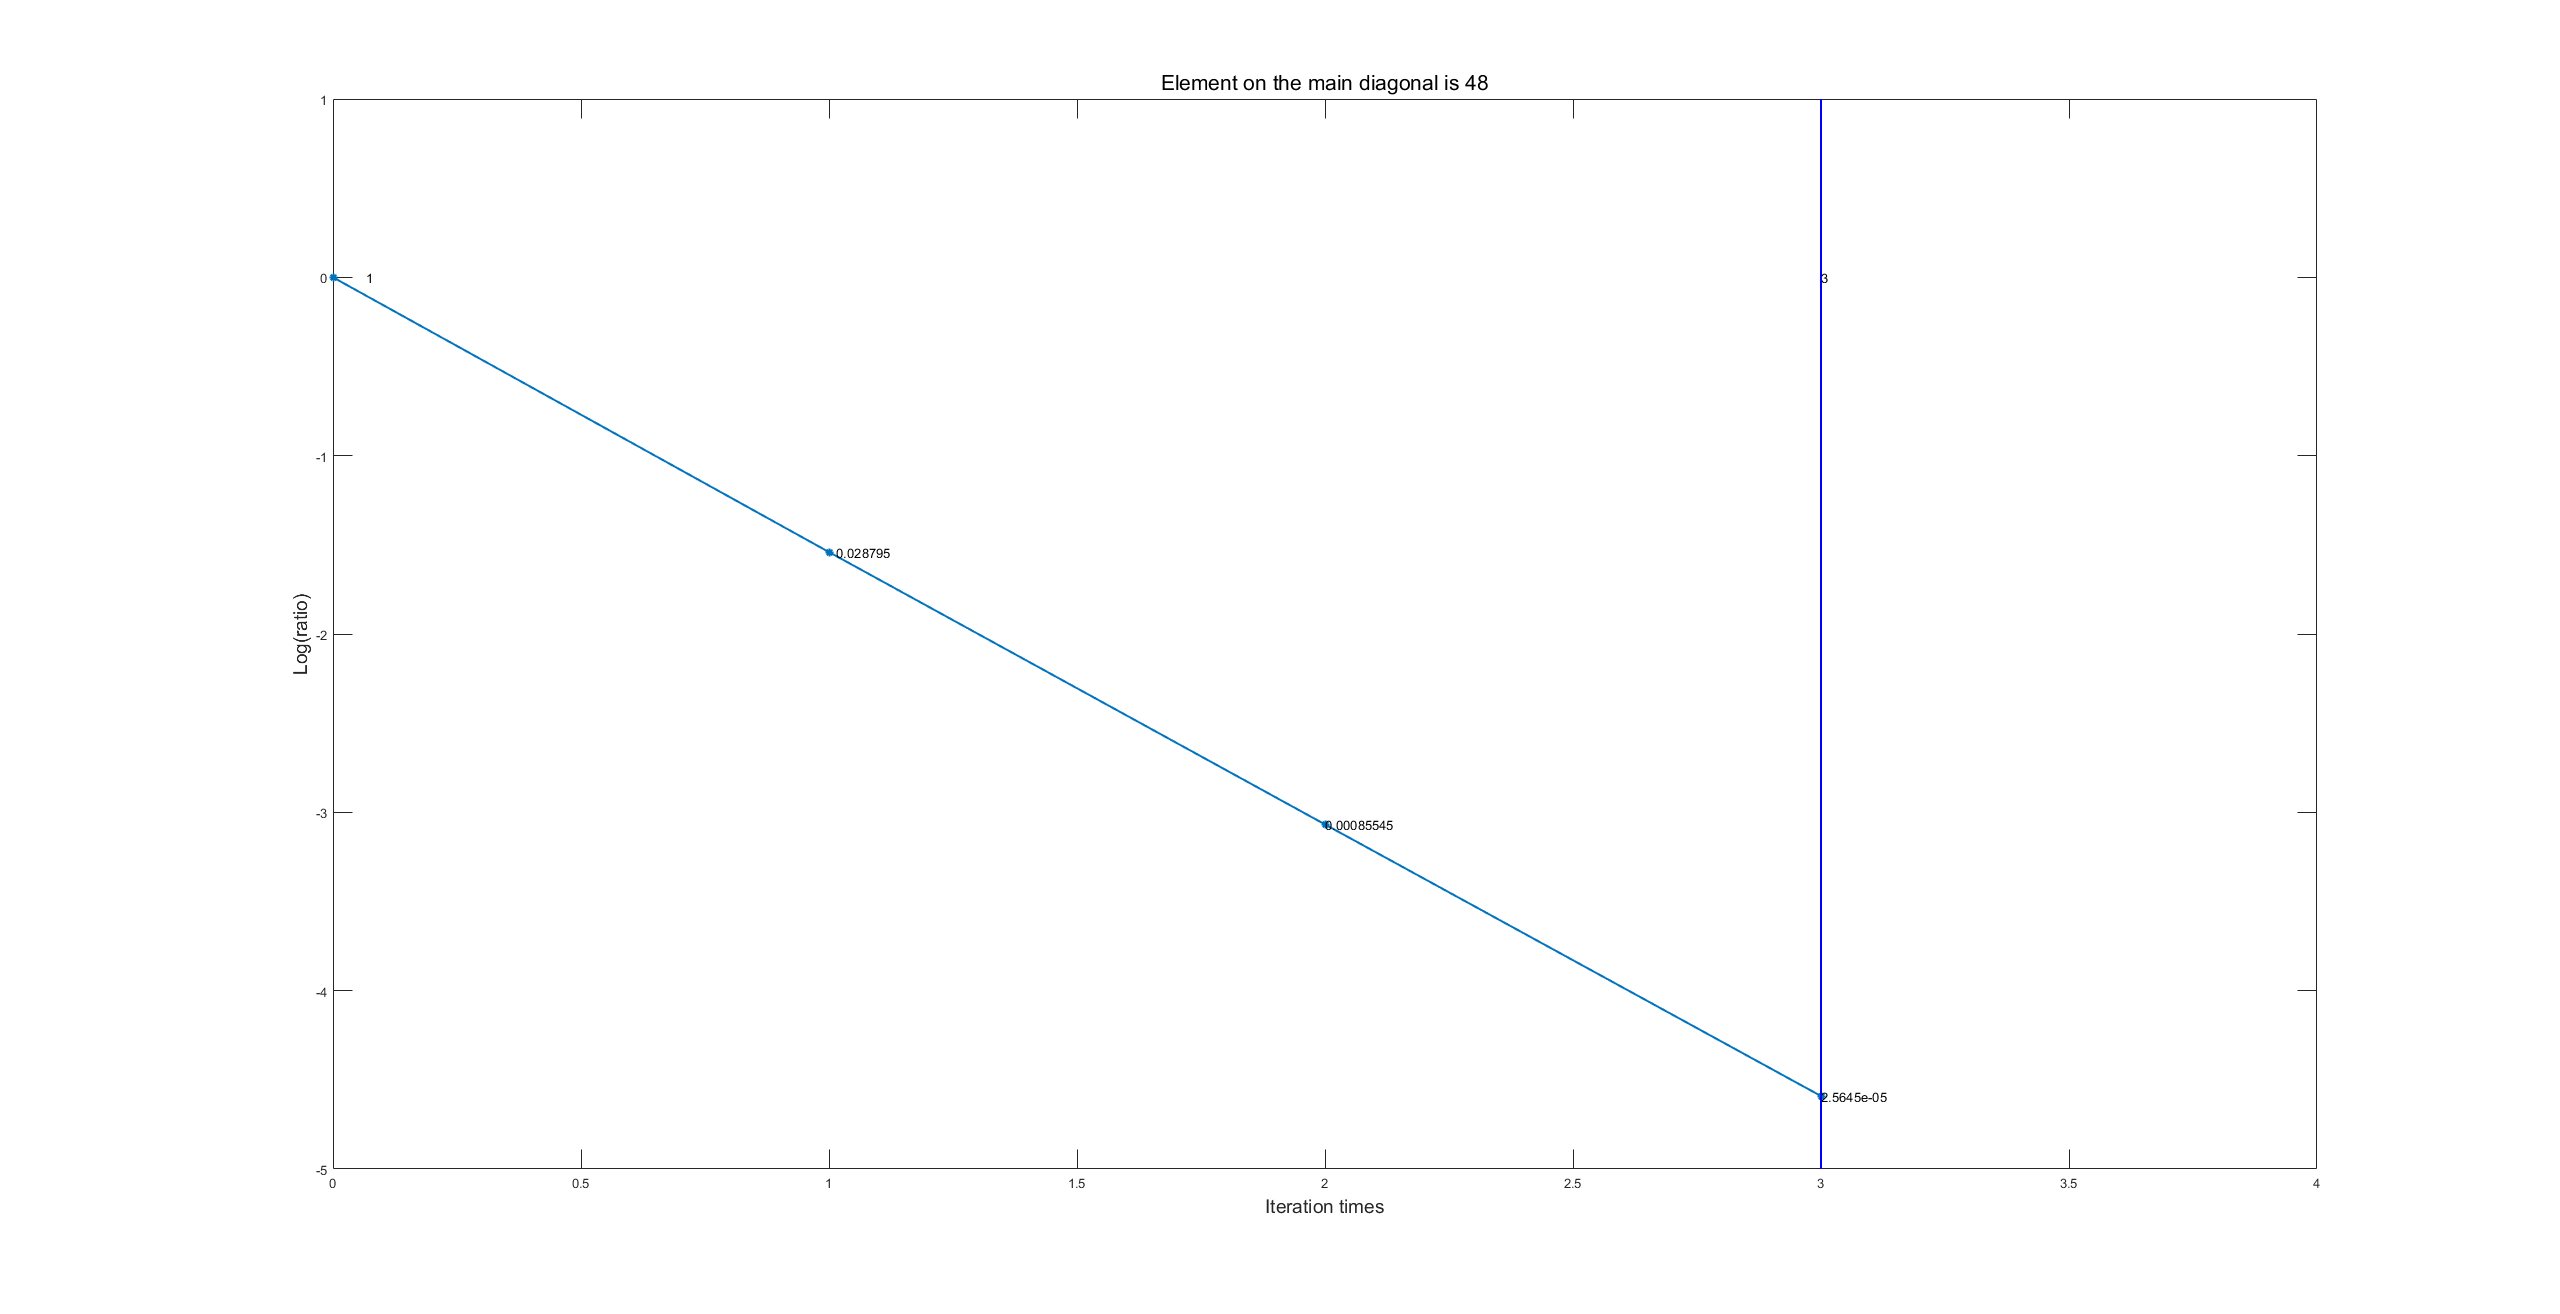 Element on the main diagonal is 48
1
0
-1
-2
-3
-4
-5
Log(ratio)
1
3
0.028795
0.00085545
2.5645e-05
0 0.5 1 1.5 2 2.5 3 3.5 4
Iteration times